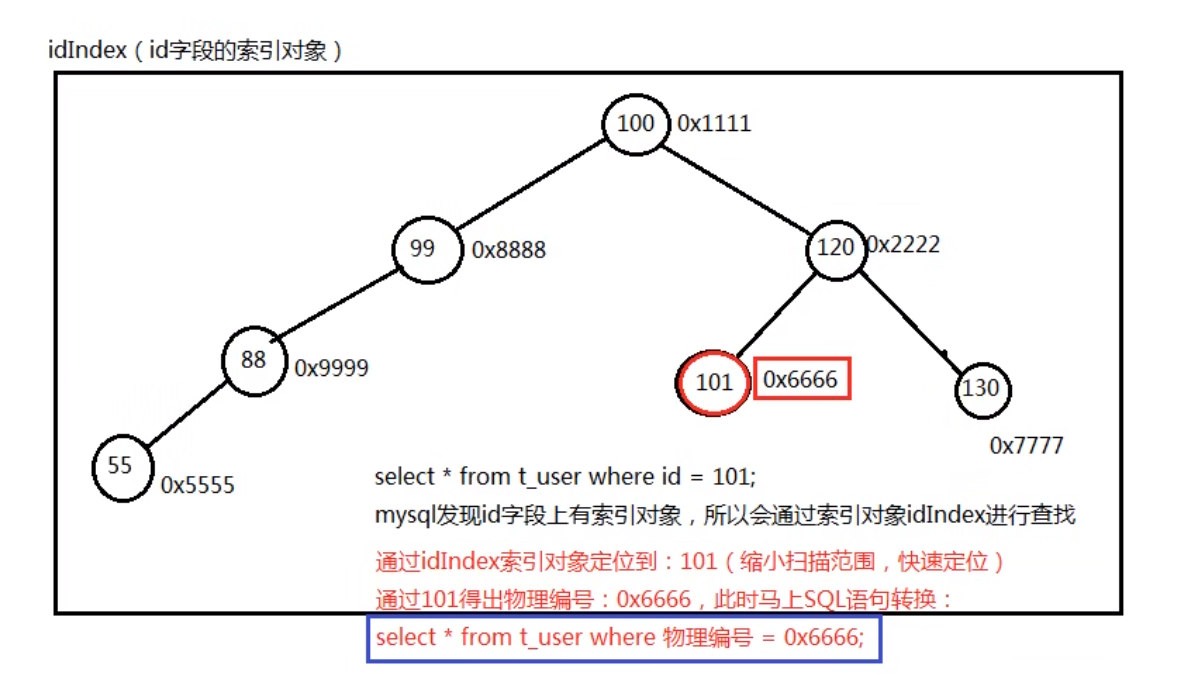 idIndex（id字段的索引对象）
100 0x1111
99 0x8888
120 0x2222
88 0x9999
101 0x6666
130
0x7777
55 0x5555
select * from t_user where id = 101;
mysql发现id字段上有索引对象，所以会通过索引对象idIndex进行查找
通过idIndex索引对象定位到：101（缩小扫描范围，快速定位）
通过101得出物理编号：0x6666，此时马上SQL语句转换：
select * from t_user where 物理编号 = 0x6666;